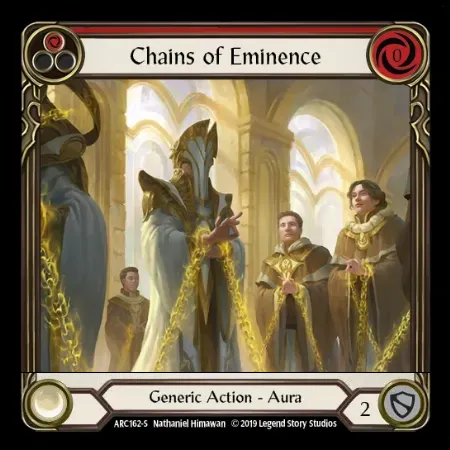 Chains of Eminence
0
Generic Action - Aura
2
ARC162-S Nathaniel Himawan © 2019 Legend Story Studios